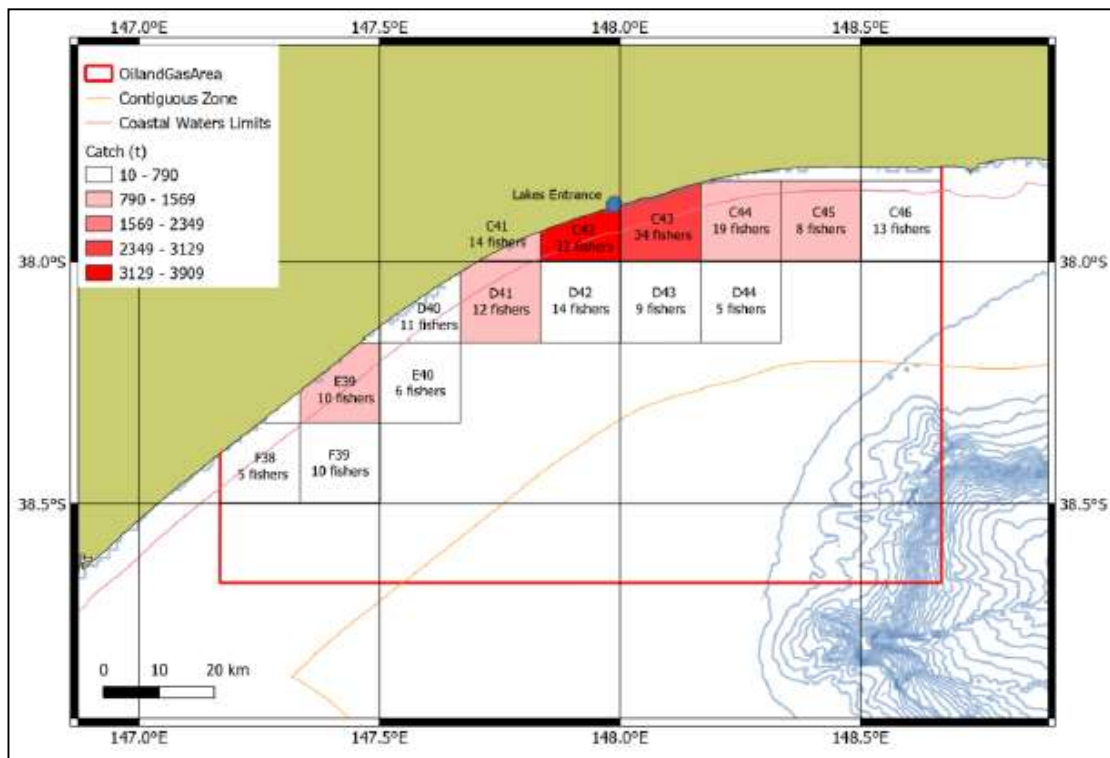 147.0°E 147.5°E 148.0°E 148.5°E
OilandGasArea
Contiguous Zone
Coastal Waters Limits
Catch (t)
10 - 790
790 - 1569
1569 - 2349
2349 - 3129
3129 - 3909
Lakes Entrance
C41
14 fishers
C42
C43
34 fishers
C44
19 fishers
C45
8 fishers
C46
13 fishers
38.0°S 38.0°S
D40
11 fishers
D41
12 fishers
D42
14 fishers
D43
9 fishers
D44
5 fishers
E39
10 fishers
E40
6 fishers
F38
5 fishers
F39
10 fishers
38.5°S 38.5°S
0 10 20 km
147.0°E 147.5°E 148.0°E 148.5°E